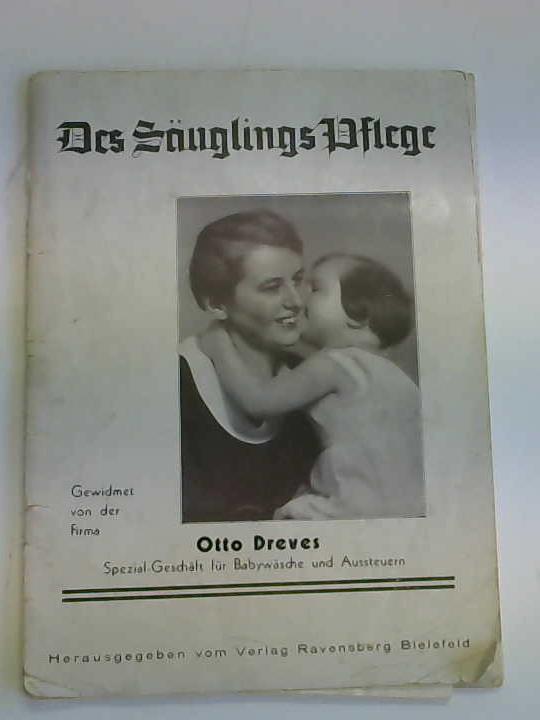 Des Säuglings Pflege
Gewidmet
von der
Firma
Otto Dreves
Spezial-Geschäft für Babywäsche und Aussteuern
Herausgegeben vom Verlag Ravensberg Bielefeld